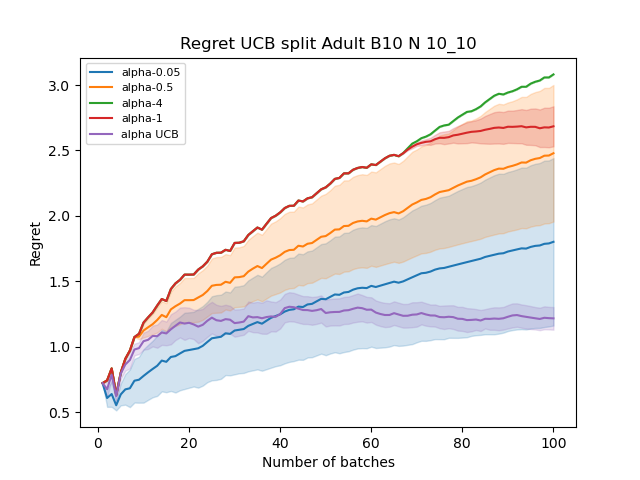 Regret UCB split Adult B10 N 10_10
alpha-0.05
alpha-0.5
alpha-4
alpha-1
alpha UCB
3.0
2.5
2.0
1.5
1.0
0.5
Regret
0
20
40
60
80
100
Number of batches